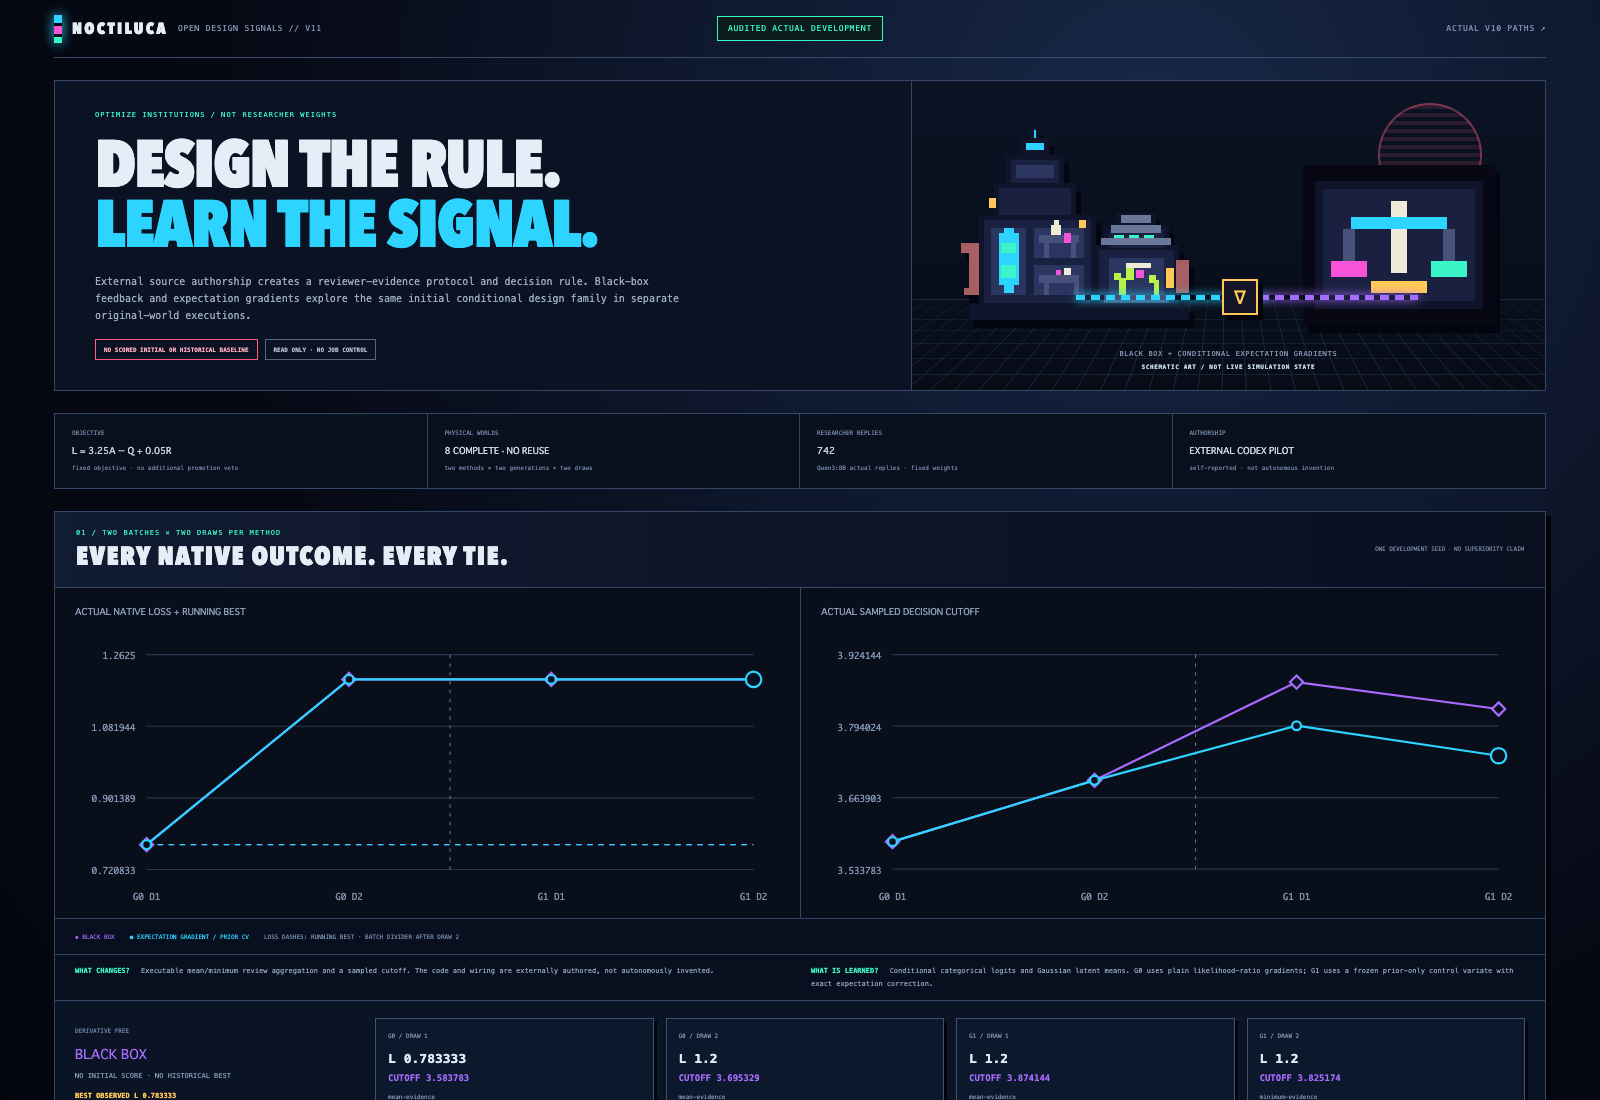 NOCTILUCA
OPEN DESIGN SIGNALS // V11
AUDITED ACTUAL DEVELOPMENT
ACTUAL V10 PATHS ↗
OPTIMIZE INSTITUTIONS / NOT RESEARCHER WEIGHTS
DESIGN THE RULE.
LEARN THE SIGNAL.
External source authorship creates a reviewer-evidence protocol and decision rule. Black-box
feedback and expectation gradients explore the same initial conditional design family in separate
original-world executions.
NO SCORED INITIAL OR HISTORICAL BASELINE
READ ONLY · NO JOB CONTROL
∇
BLACK BOX + CONDITIONAL EXPECTATION GRADIENTS
SCHEMATIC ART / NOT LIVE SIMULATION STATE
OBJECTIVE
L = 3.25A − Q + 0.05R
fixed objective · no additional promotion veto
PHYSICAL WORLDS
8 COMPLETE · NO REUSE
two methods × two generations × two draws
RESEARCHER REPLIES
742
Qwen3:8B actual replies · fixed weights
AUTHORSHIP
EXTERNAL CODEX PILOT
self-reported · not autonomous invention
01 / TWO BATCHES × TWO DRAWS PER METHOD
EVERY NATIVE OUTCOME. EVERY TIE.
ONE DEVELOPMENT SEED · NO SUPERIORITY CLAIM
ACTUAL NATIVE LOSS + RUNNING BEST
1.2625
1.081944
0.901389
0.720833
G0 D1
G0 D2
G1 D1
G1 D2
ACTUAL SAMPLED DECISION CUTOFF
3.924144
3.794024
3.663903
3.533783
G0 D1
G0 D2
G1 D1
G1 D2
◆ BLACK BOX
● EXPECTATION GRADIENT / PRIOR CV
LOSS DASHES: RUNNING BEST · BATCH DIVIDER AFTER DRAW 2
WHAT CHANGES? Executable mean/minimum review aggregation and a sampled cutoff. The code and wiring are externally authored, not autonomously invented.
WHAT IS LEARNED? Conditional categorical logits and Gaussian latent means. G0 uses plain likelihood-ratio gradients; G1 uses a frozen prior-only control variate with
exact expectation correction.
DERIVATIVE FREE
BLACK BOX
NO INITIAL SCORE · NO HISTORICAL BEST
BEST OBSERVED L 0.783333
G0 / DRAW 1
L 0.783333
CUTOFF 3.583783
mean-evidence
G0 / DRAW 2
L 1.2
CUTOFF 3.695329
mean-evidence
G1 / DRAW 1
L 1.2
CUTOFF 3.874144
mean-evidence
G1 / DRAW 2
L 1.2
CUTOFF 3.825174
minimum-evidence